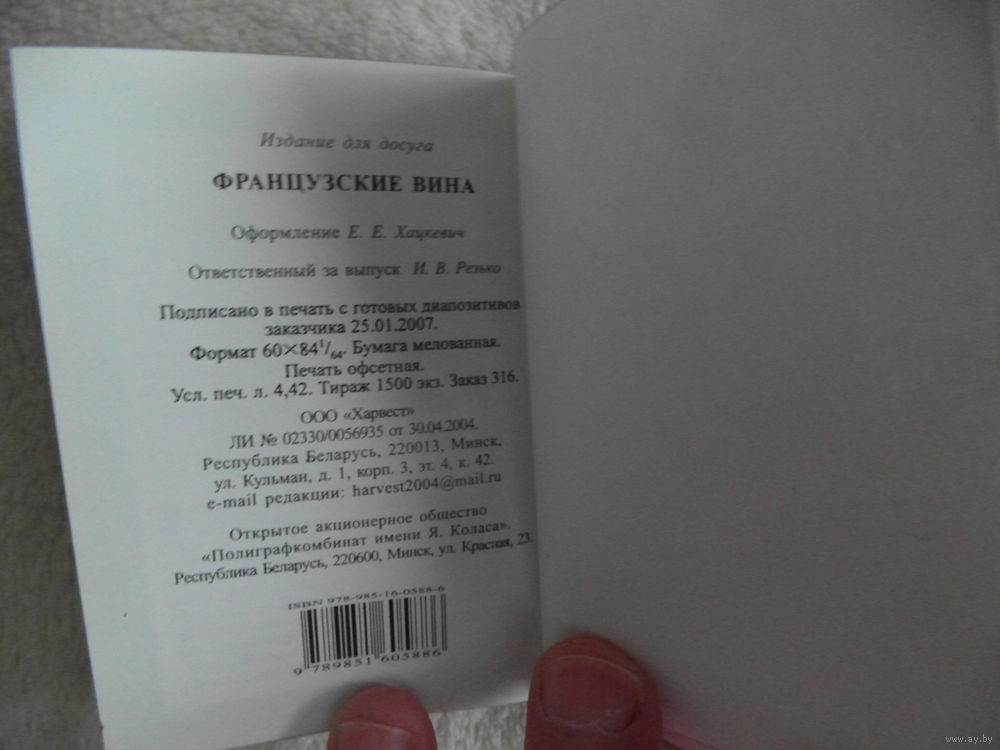 Издание для досуга
ФРАНЦУЗСКИЕ ВИНА
Оформление Е. Е. Хацкевич
Ответственный за выпуск И. В. Резько
Подписано в печать с готовых диапозитивов
заказчика 25.01.2007.
Формат 60×84¹/₆₄. Бумага мелованная.
Печать офсетная.
Усл. печ. л. 4,42. Тираж 1500 экз. Заказ 316.
ООО «Харвест»
ЛИ № 02330/0056935 от 30.04.2004.
Республика Беларусь, 220013, Минск,
ул. Кульман, д. 1, корп. 3, эт. 4, к. 42.
e-mail редакции: harvest2004@mail.ru
Открытое акционерное общество
«Полиграфкомбинат имени Я. Коласа».
Республика Беларусь, 220600, Минск, ул. Красная, 23.
ISBN 978-985-16-0588-6
9 789851 605886
www.ay.by